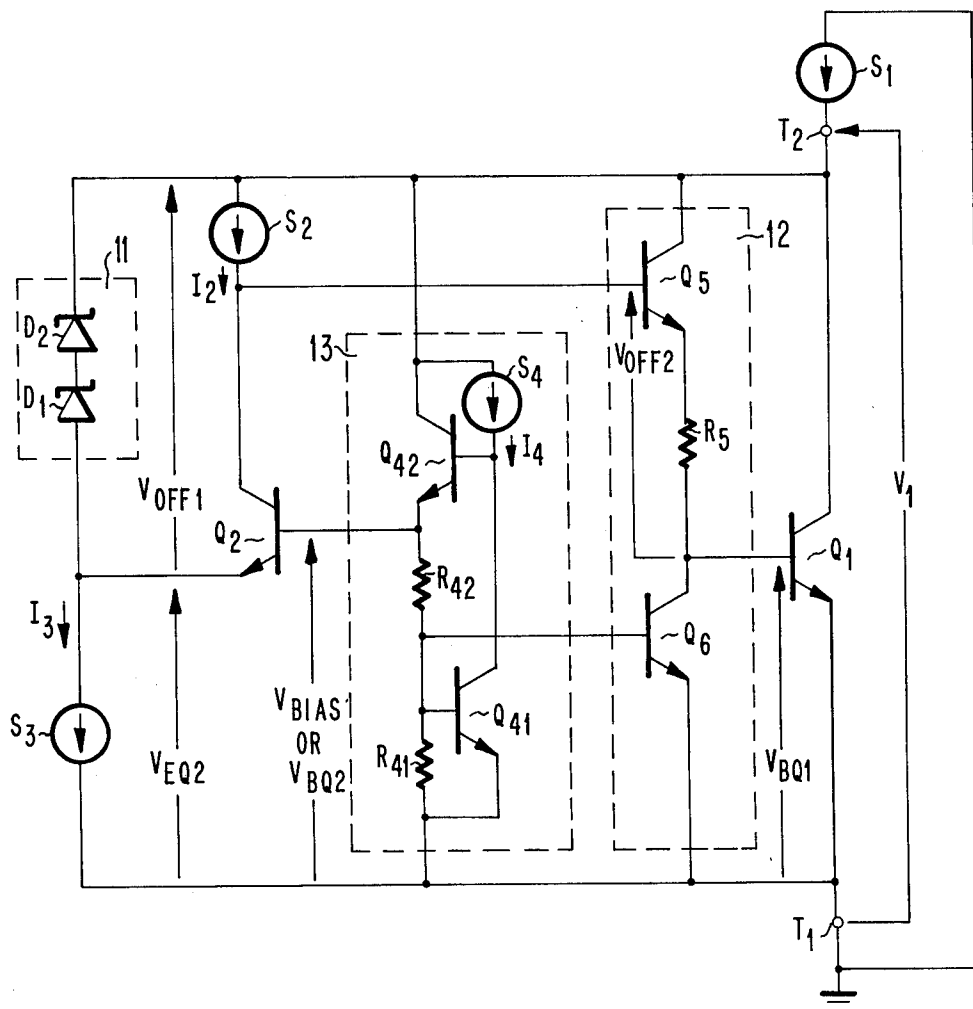 S1
T2
S2
12
11
I2
Q5
D2
13
S4
VOFF2
D1
R5
Q42
I4
V1
VOFF1
Q2
Q1
R42
I3
Q6
VBIAS
OR
VBQ2
Q41
S3
R41
VEQ2
VBQ1
T1